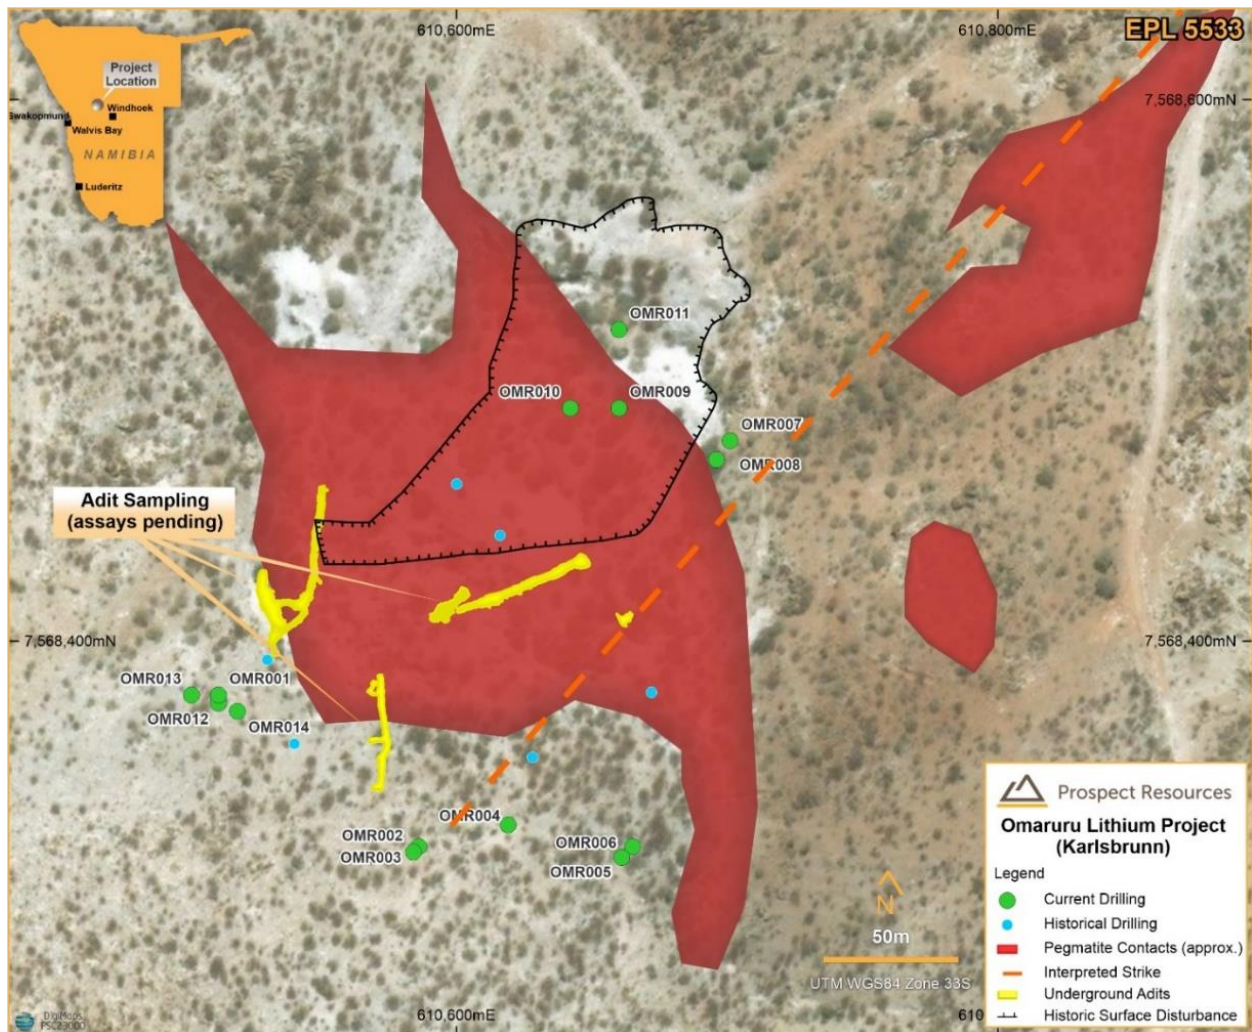 610,600mE
610,800mE
EPL 5533
Project
Location
Windhoek
Swakopmund
Walvis Bay
NAMIBIA
Luderitz
7,568,600mN
OMR011
OMR010
OMR009
OMR007
OMR008
Adit Sampling
(assays pending)
7,568,400mN
7,568,400mN
OMR013
OMR001
OMR012
OMR014
OMR004
OMR002
OMR003
OMR006
OMR005
N
50m
UTM WGS84 Zone 33S
Prospect Resources
Omaruru Lithium Project
(Karlsbrunn)
Legend
Current Drilling
Historical Drilling
Pegmatite Contacts (approx.)
Interpreted Strike
Underground Adits
Historic Surface Disturbance
DigiMaps
610,600mE